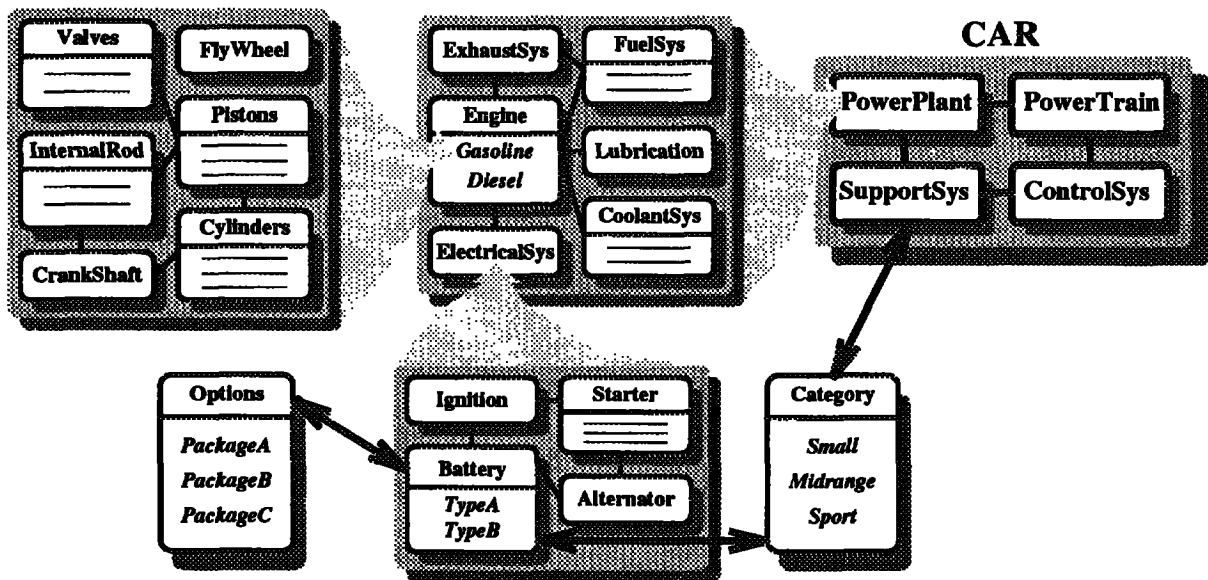 Valves
FlyWheel
Pistons
InternalRod
Cylinders
CrankShaft
ExhaustSys
FuelSys
Engine
Gasoline
Diesel
Lubrication
CoolantSys
ElectricalSys
CAR
PowerPlant
PowerTrain
SupportSys
ControlSys
Options
PackageA
PackageB
PackageC
Ignition
Starter
Battery
TypeA
TypeB
Alternator
Category
Small
Midrange
Sport